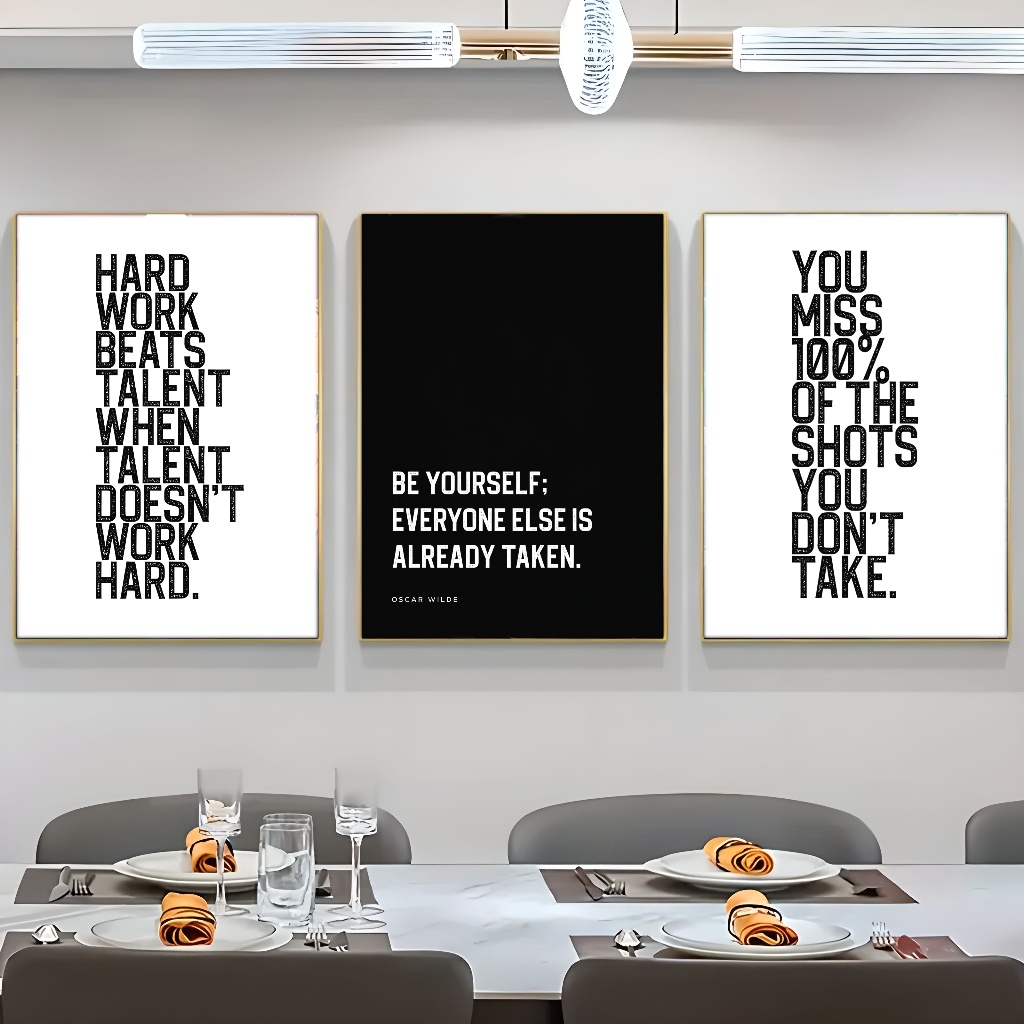 HARD
WORK
BEATS
TALENT
WHEN
TALENT
DOESN'T
WORK
HARD.
BE YOURSELF;
EVERYONE ELSE IS
ALREADY TAKEN.
OSCAR WILDE
YOU
MISS
100%
OF THE
SHOTS
YOU
DON'T
TAKE.